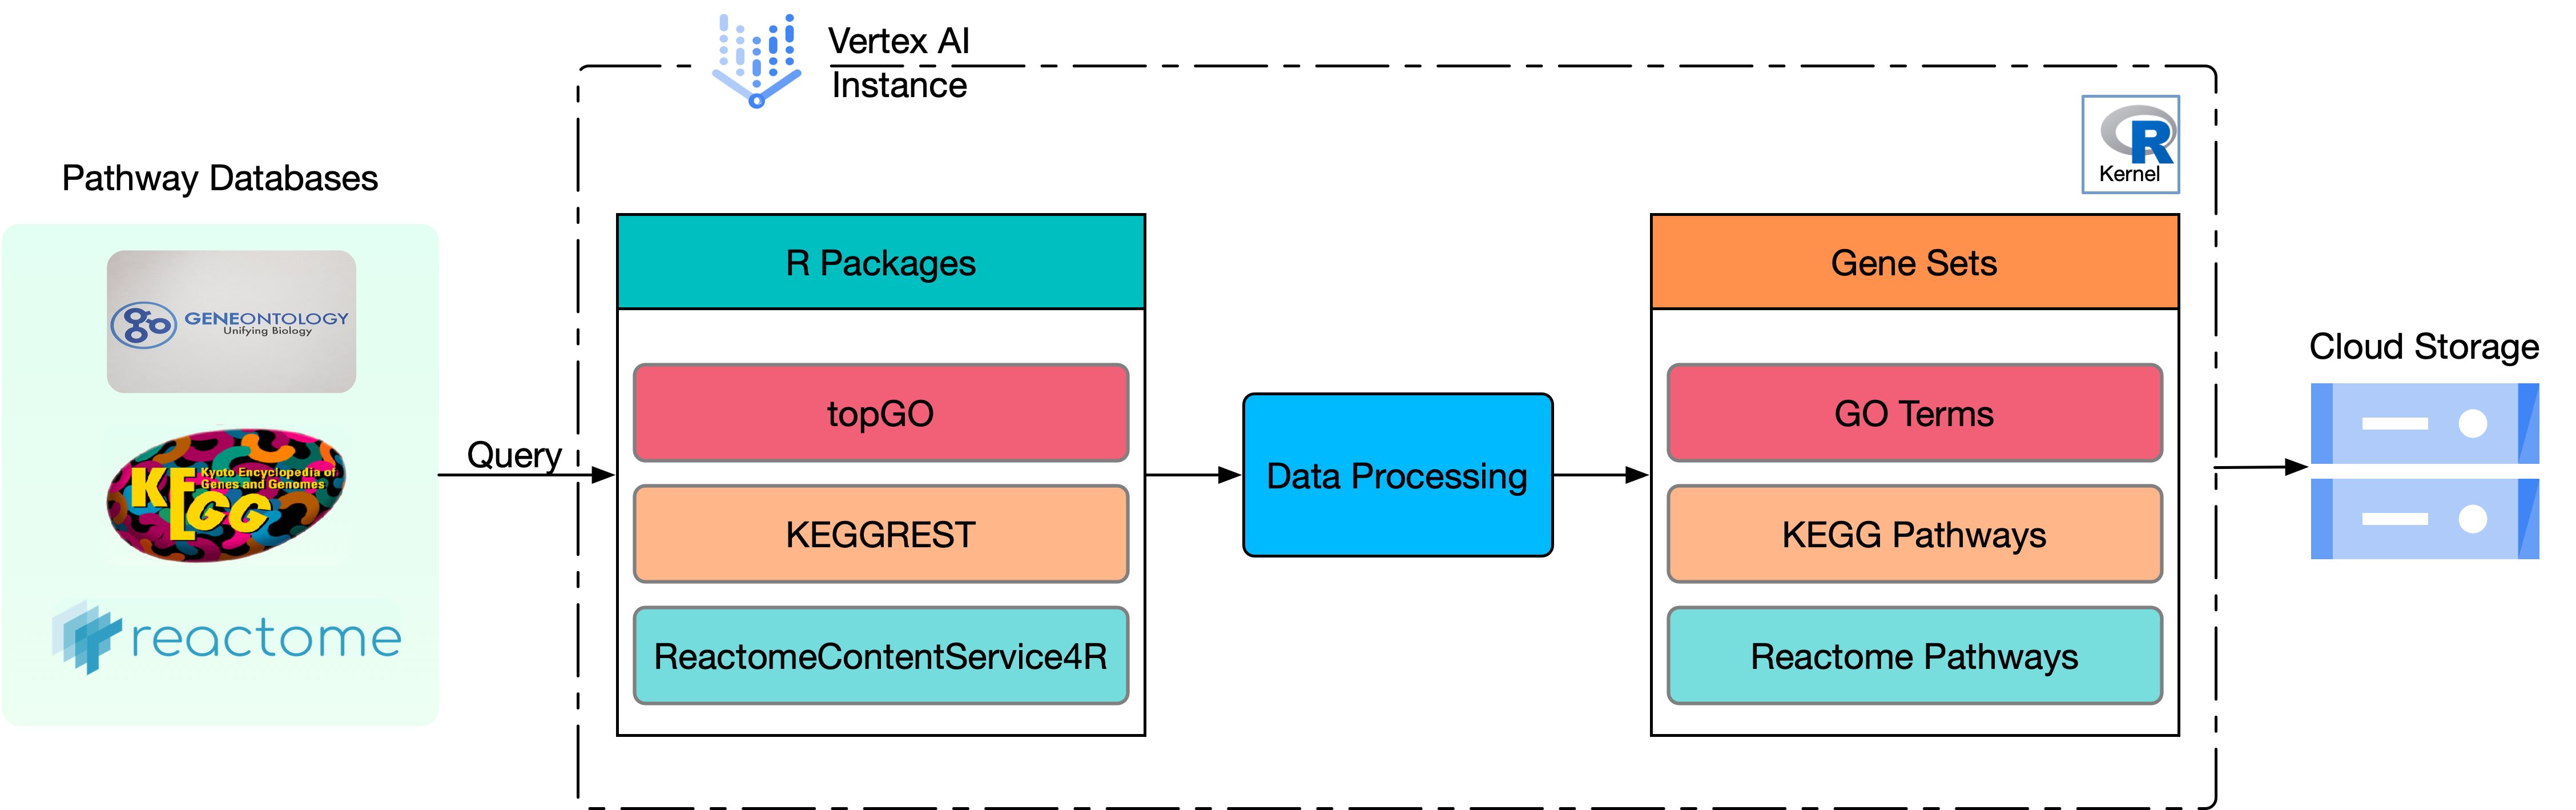 Vertex AI
Instance
R
Kernel
Pathway Databases
go GENEONTOLOGY
Unifying Biology
KEGG
Kyoto Encyclopedia of
Genes and Genomes
reactome
Query
R Packages
topGO
KEGGREST
ReactomeContentService4R
Data Processing
Gene Sets
GO Terms
KEGG Pathways
Reactome Pathways
Cloud Storage